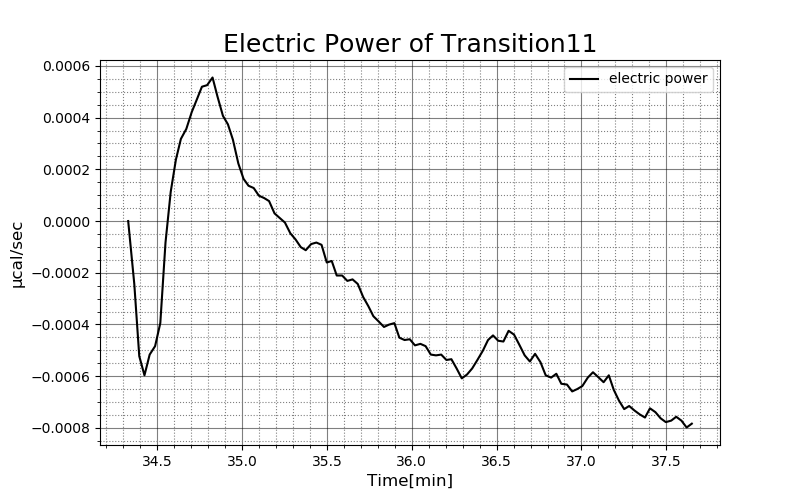 Electric Power of Transition11
electric power
0.0006
0.0004
0.0002
0.0000
−0.0002
−0.0004
−0.0006
−0.0008
μcal/sec
34.5 35.0 35.5 36.0 36.5 37.0 37.5
Time[min]